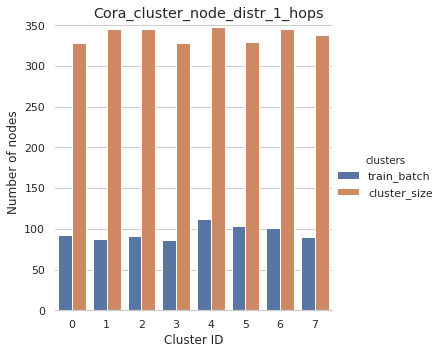 Cora_cluster_node_distr_1_hops
350
300
250
200
150
100
50
0
Number of nodes
0 1 2 3 4 5 6 7
Cluster ID
clusters
train_batch
cluster_size